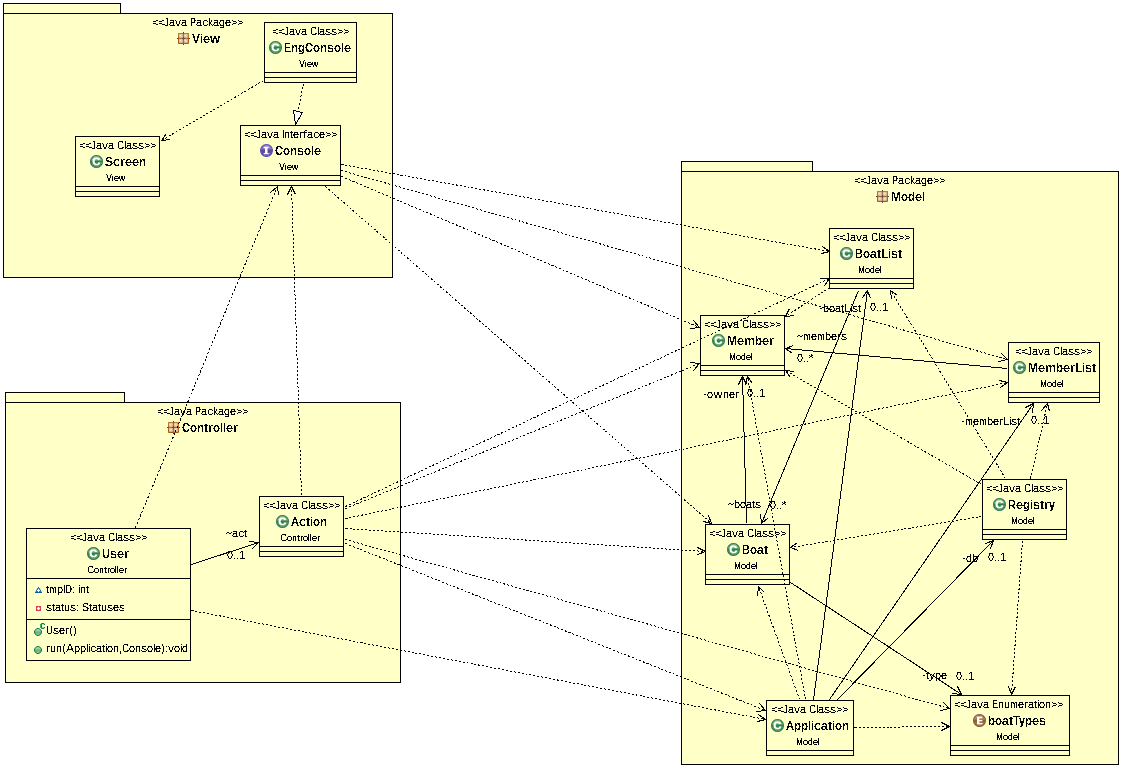 <<Java Package>>
View
<<Java Class>>
EngConsole
View
<<Java Class>>
Screen
View
<<Java Interface>>
Console
View
<<Java Package>>
Model
<<Java Class>>
BoatList
Model
-boatList 0..1
<<Java Class>>
Member
Model
~members
0..*
<<Java Class>>
MemberList
Model
-owner 0..1
-memberList 0..1
<<Java Package>>
Controller
<<Java Class>>
Action
Controller
~act
0..1
<<Java Class>>
User
Controller
tmpID: int
status: Statuses
User()
run(Application,Console):void
~boats 0..*
<<Java Class>>
Registry
Model
<<Java Class>>
Boat
Model
-db 0..1
-type 0..1
<<Java Class>>
Application
Model
<<Java Enumeration>>
boatTypes
Model